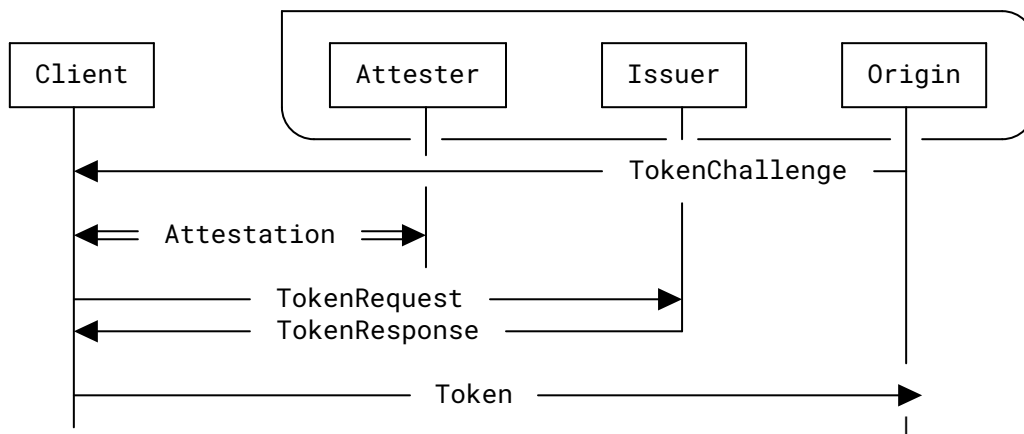 Client Attester Issuer Origin
TokenChallenge
Attestation
TokenRequest
TokenResponse
Token